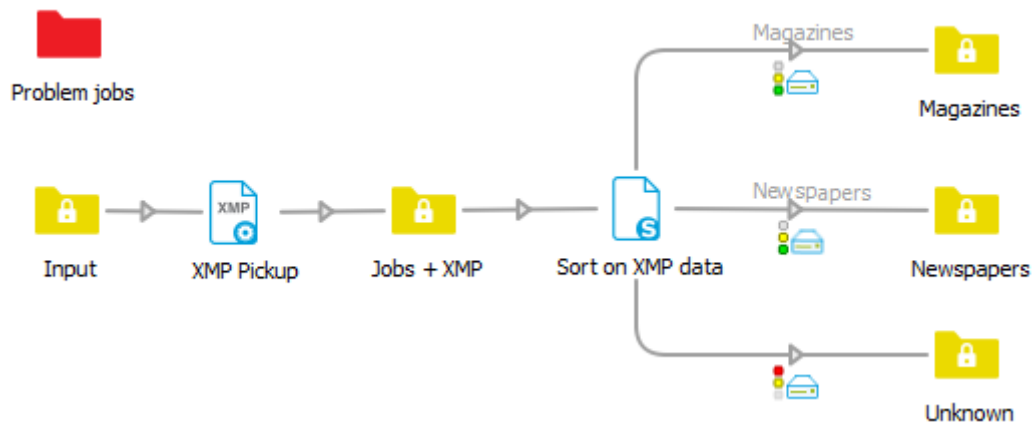 Magazines
Problem jobs
Magazines
XMP
Newspapers
S
Input
XMP Pickup
Jobs + XMP
Sort on XMP data
Newspapers
Unknown